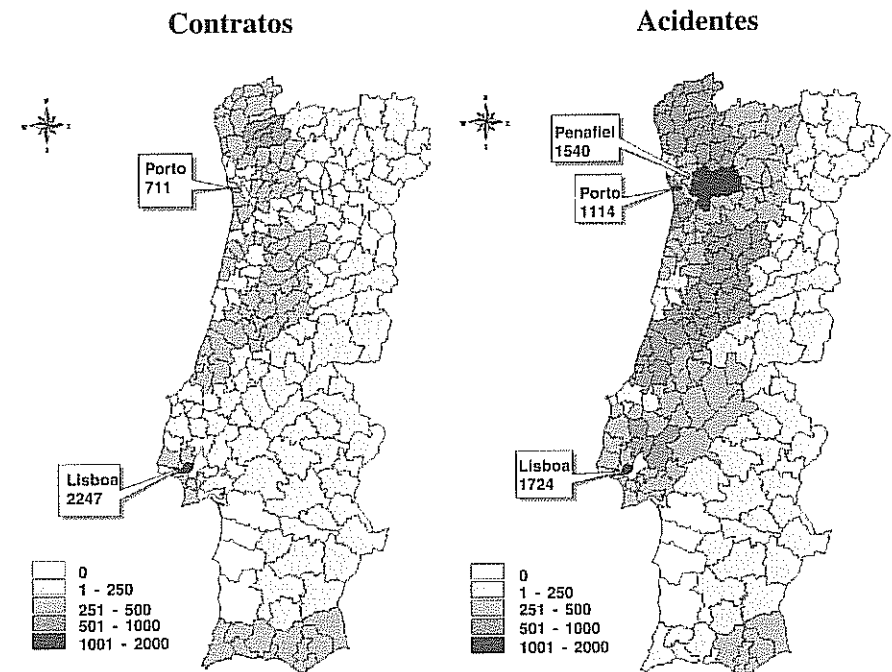 Contratos
Porto
711
Lisboa
2247
0
1 - 250
251 - 500
501 - 1000
1001 - 2000
Acidentes
Penafiel
1540
Porto
1114
Lisboa
1724
0
1 - 250
251 - 500
501 - 1000
1001 - 2000